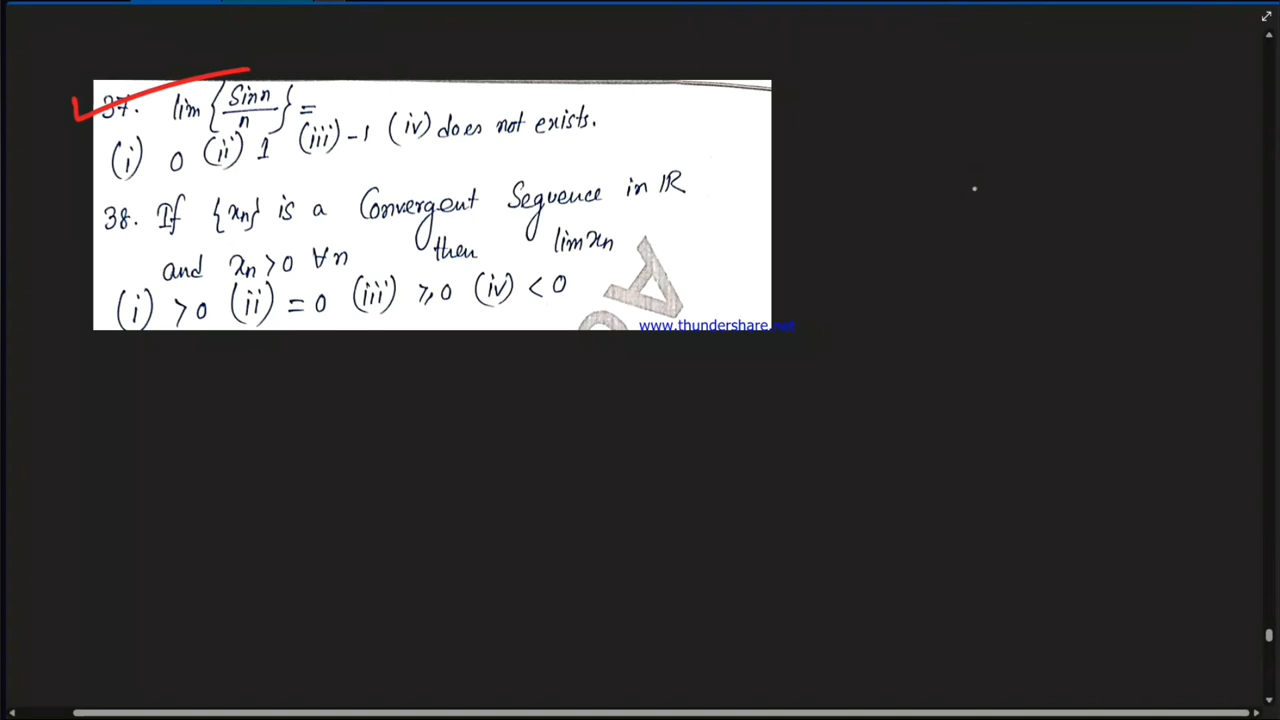 37. lim {Sin n / n} =
(i) 0 (ii) 1 (iii) -1 (iv) does not exists.
38. If {xn} is a Convergent Sequence in ℝ
and xn > 0 ∀n then lim xn
(i) > 0 (ii) = 0 (iii) ⩾ 0 (iv) < 0
www.thundershare.net